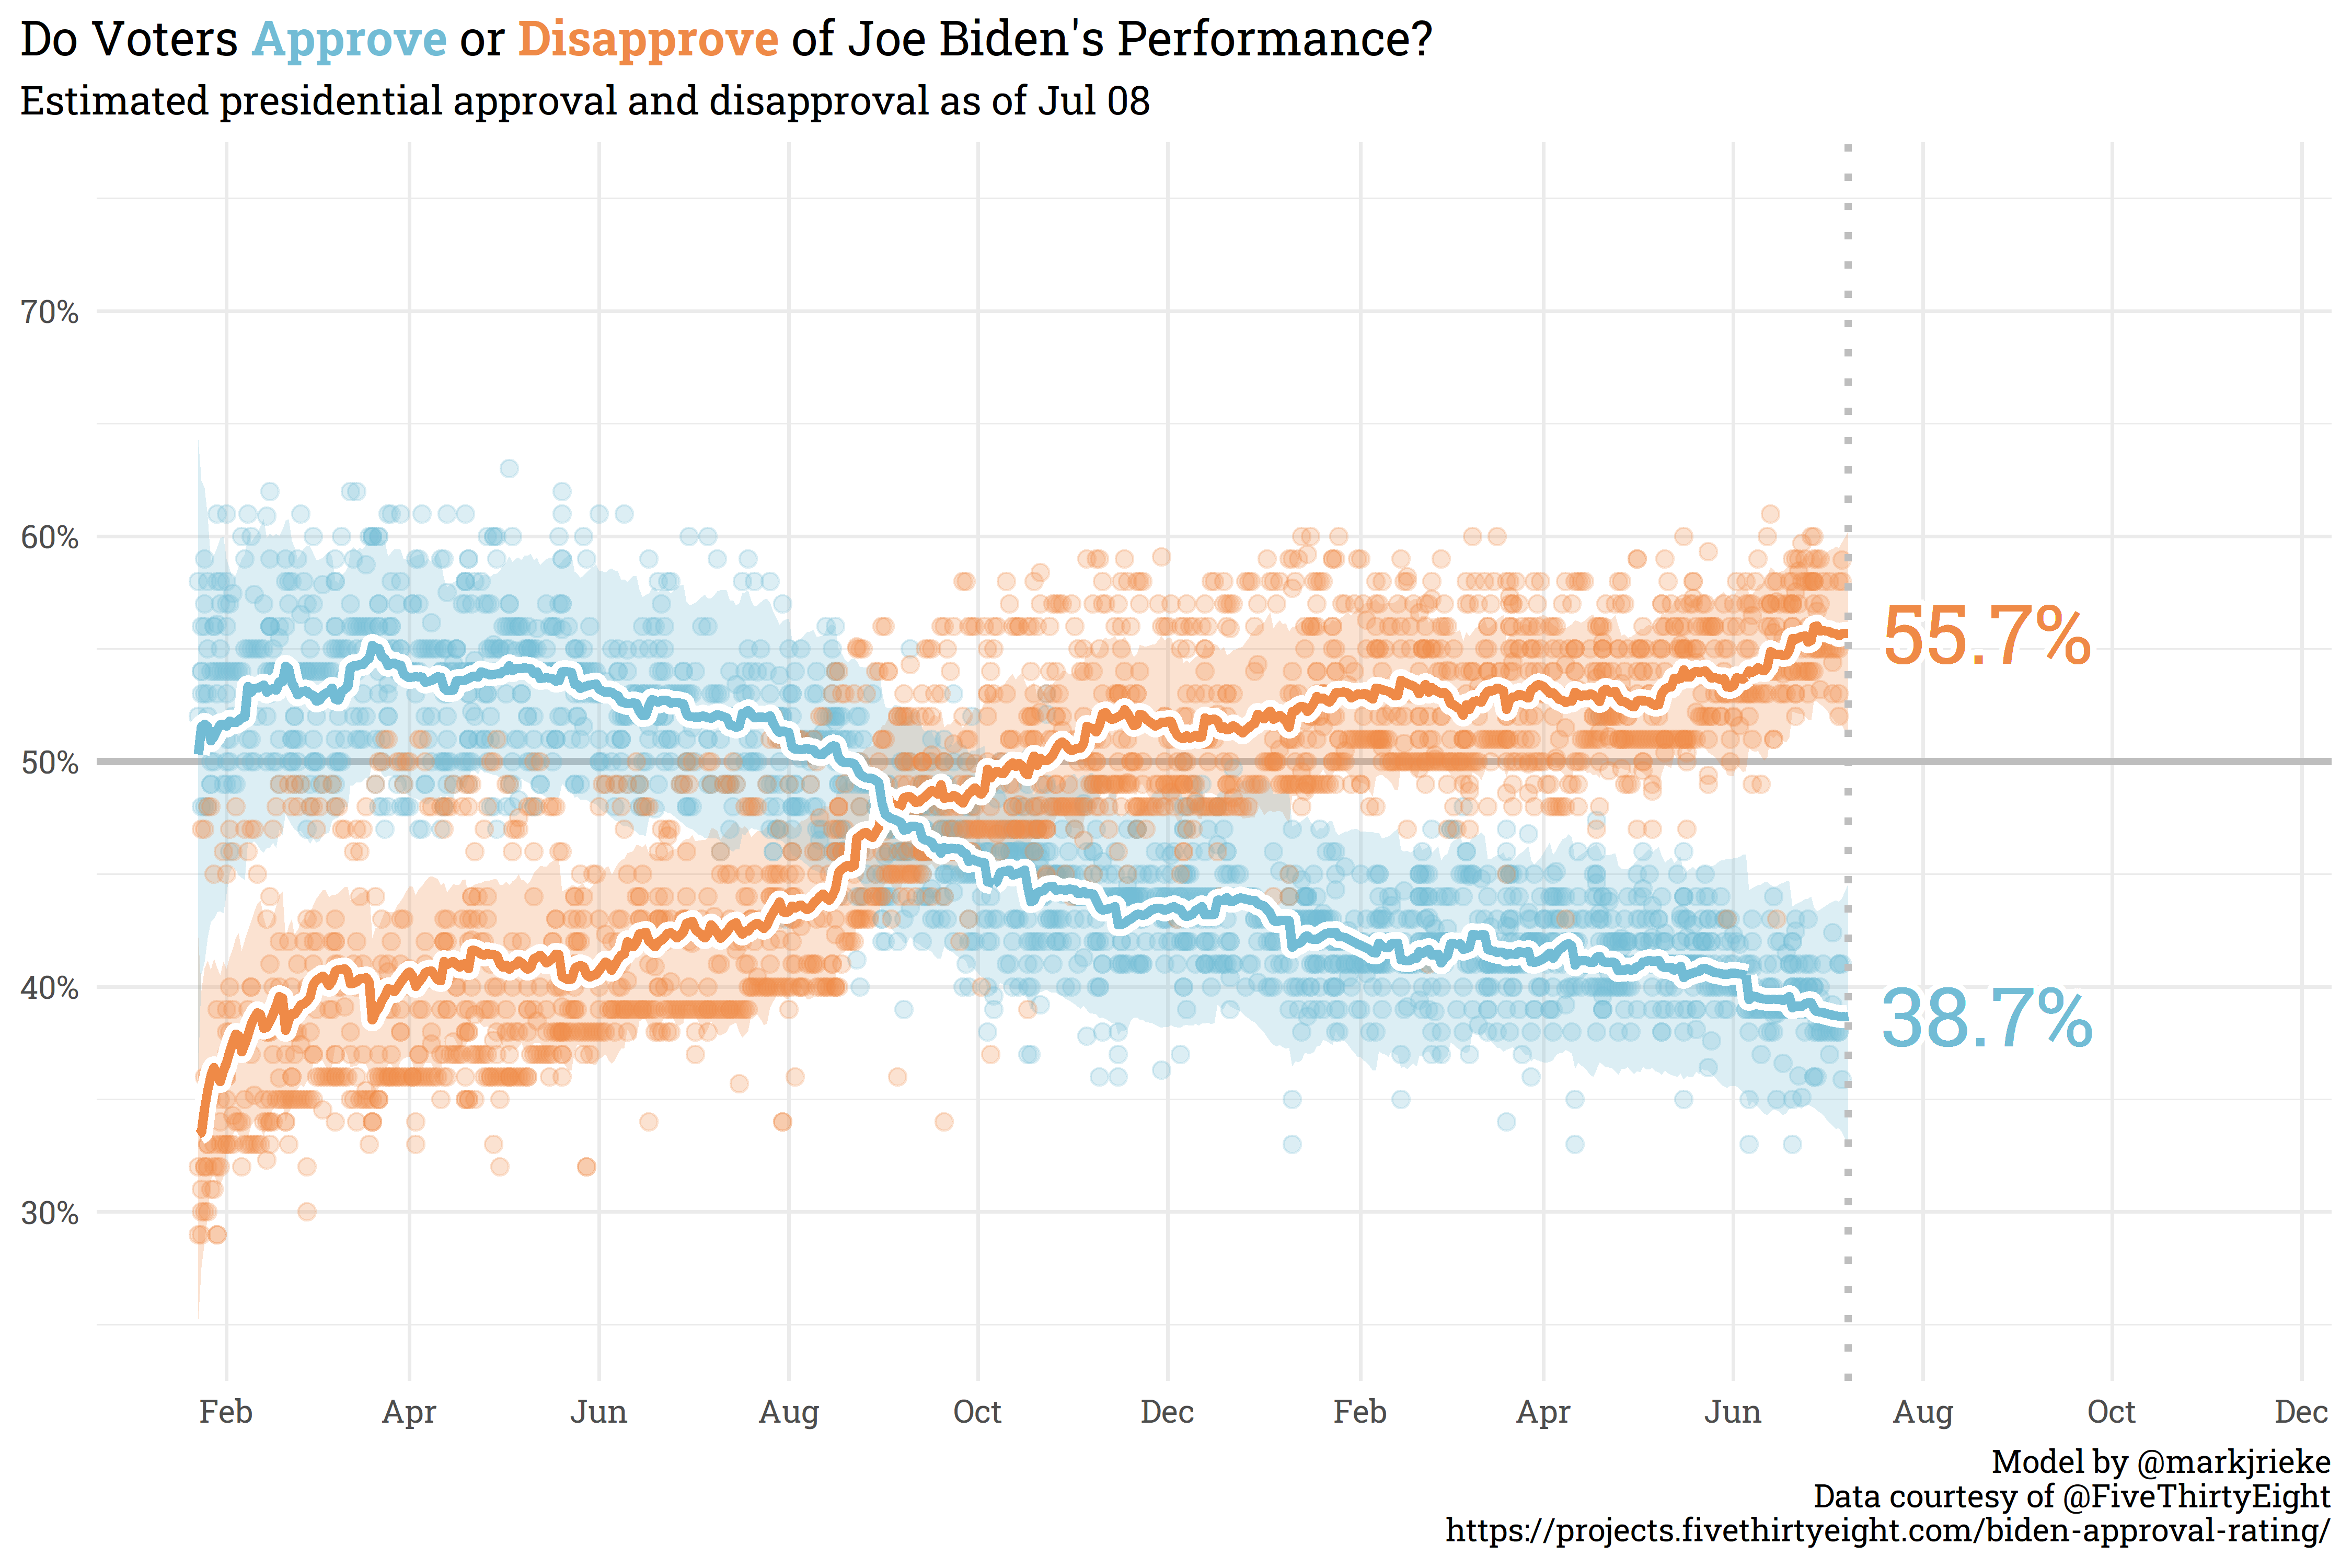 Do Voters Approve or Disapprove of Joe Biden's Performance?
Estimated presidential approval and disapproval as of Jul 08
70%
60%
55.7%
50%
40%
38.7%
30%
Feb Apr Jun Aug Oct Dec Feb Apr Jun Aug Oct Dec
Model by @markjrieke
Data courtesy of @FiveThirtyEight
https://projects.fivethirtyeight.com/biden-approval-rating/